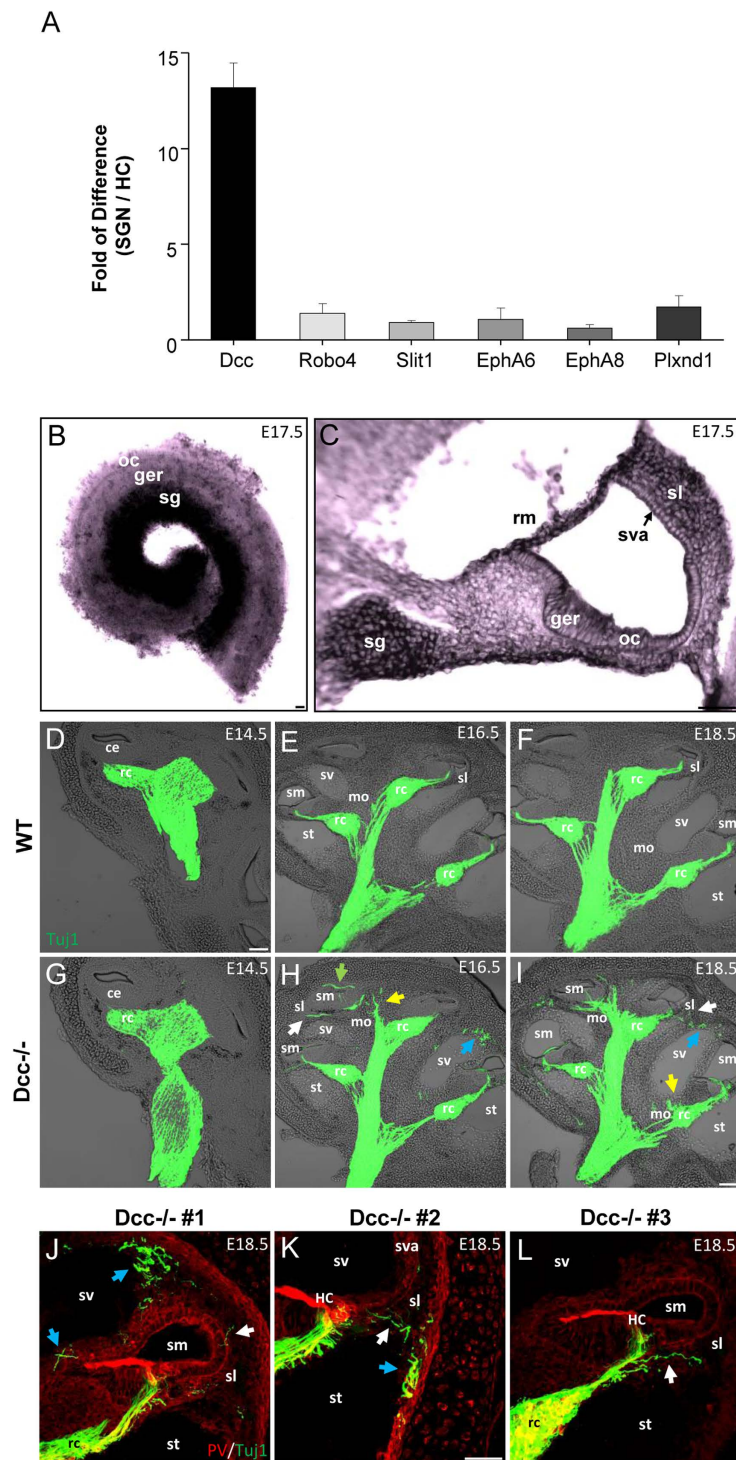 A
15
10
5
0
Fold of Difference
(SGN / HC)
Dcc Robo4 Slit1 EphA6 EphA8 Plxnd1
B E17.5
oc
ger
sg
C E17.5
rm
sl
sva
ger
oc
sg
WT
D E14.5
ce
rc
Tuj1
E E16.5
sv
sl
sm
mo
rc
st
rc
rc
F E18.5
rc
rc
sv
sm
mo
rc
st
Dcc-/-
G E14.5
ce
rc
H E16.5
sm
sl
mo
sv
rc
sm
sv
rc
st
rc
st
I E18.5
sm
sl
mo
rc
sm
sv
rc
mo
rc
st
Dcc-/- #1 Dcc-/- #2 Dcc-/- #3
J E18.5
sv
sm
sl
rc
st
PV/Tuj1
K E18.5
sva
sv
sl
HC
st
L E18.5
sv
sm
HC
sl
rc
st